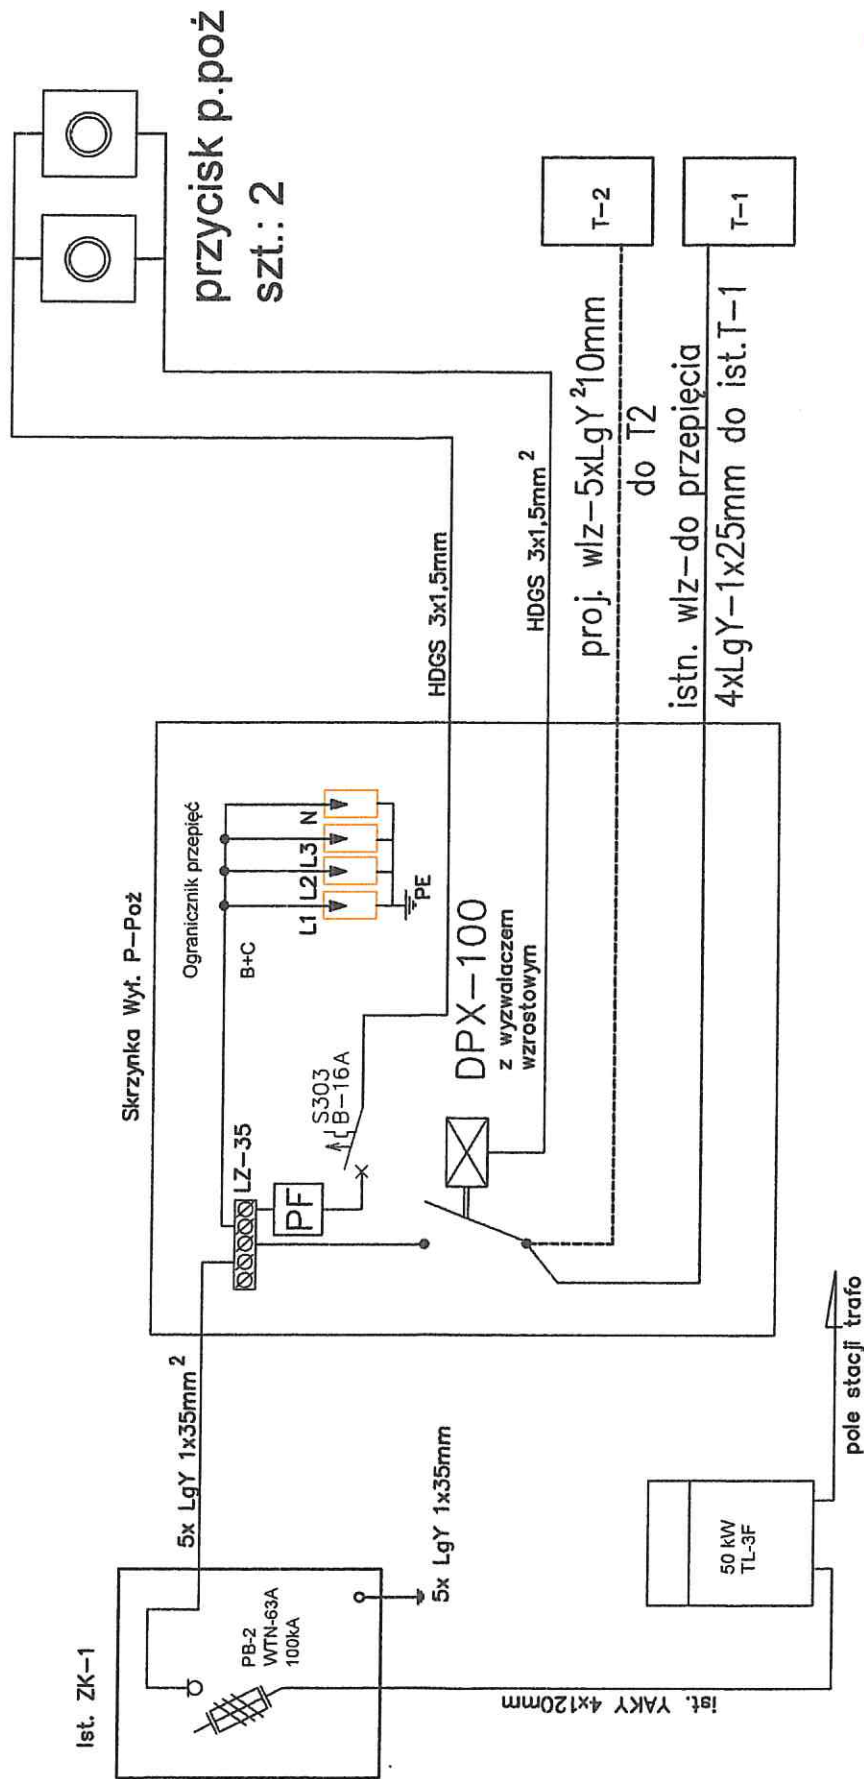 Ist. ZK-1
PB-2
WTN-63A
100kA
5x LgY 1x35mm²
5x LgY 1x35mm
ist. YAKY 4x120mm
50 kW
TL-3F
pole stacji trafo
Skrzynka Wył. P-Poż
LZ-35
PF
S303
B-16A
Ogranicznik przepięć
B+C
L1 L2 L3 N
PE
DPX-100
z wyzwalaczem
wzrostowym
HDGS 3x1,5mm
HDGS 3x1,5mm²
przycisk p.poż
szt.: 2
proj. wlz-5xLgY²10mm
do T2
istn. wlz-do przepięcia
4xLgY-1x25mm do ist.T-1
T-2
T-1